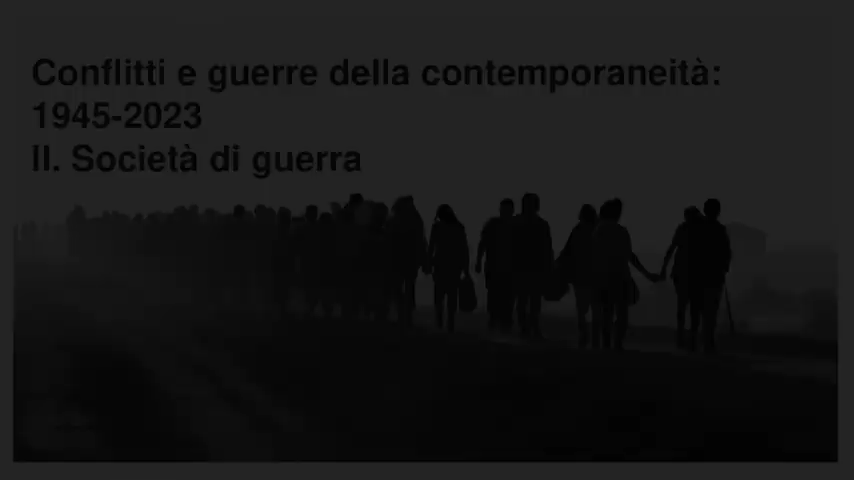 Conflitti e guerre della contemporaneità:
1945-2023
II. Società di guerra